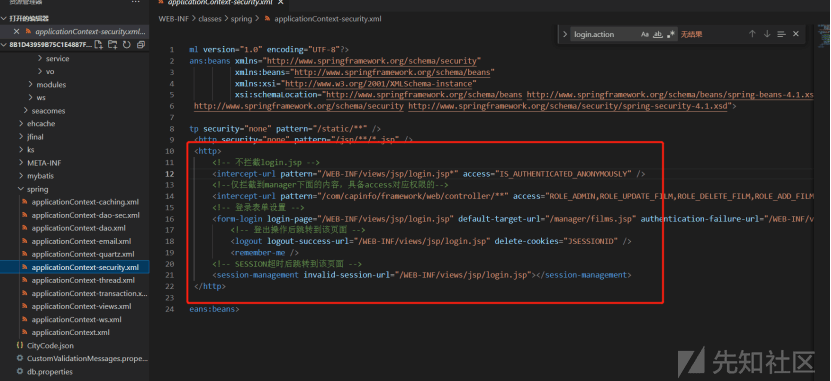 资源管理器
applicationContext-security.xml ×
打开的编辑器
× applicationContext-security.xml...
WEB-INF > classes > spring > applicationContext-security.xml
8B1D43959B75C1E4887F...
login.action
Aa ab, .* 无结果
service
vo
modules
ws
seacomes
ehcache
jfinal
ks
META-INF
mybatis
spring
applicationContext-caching.xml
applicationContext-dao-sec.xml
applicationContext-dao.xml
applicationContext-email.xml
applicationContext-quartz.xml
applicationContext-security.xml
applicationContext-thread.xml
applicationContext-transaction.x...
applicationContext-views.xml
applicationContext-ws.xml
applicationContext.xml
CityCode.json
CustomValidationMessages.prope...
db.properties
1 ml version="1.0" encoding="UTF-8"?>
2 ans:beans xmlns="http://www.springframework.org/schema/security"
3 xmlns:beans="http://www.springframework.org/schema/beans"
4 xmlns:xsi="http://www.w3.org/2001/XMLSchema-instance"
5 xsi:schemaLocation="http://www.springframework.org/schema/beans http://www.springframework.org/schema/beans/spring-beans-4.1.xs
6 http://www.springframework.org/schema/security http://www.springframework.org/schema/security/spring-security-4.1.xsd">
7
8 tp security="none" pattern="/static/**" />
9 <http security="none" pattern="/jsp/**/*.jsp" />
10 <http>
11 <!-- 不拦截login.jsp -->
12 <intercept-url pattern="/WEB-INF/views/jsp/login.jsp*" access="IS_AUTHENTICATED_ANONYMOUSLY" />
13 <!--仅拦截到manager下面的内容，具备access对应权限的-->
14 <intercept-url pattern="/com/capinfo/framework/web/controller/**" access="ROLE_ADMIN,ROLE_UPDATE_FILM,ROLE_DELETE_FILM,ROLE_ADD_FILM
15 <!-- 登录表单设置 -->
16 <form-login login-page="/WEB-INF/views/jsp/login.jsp" default-target-url="/manager/films.jsp" authentication-failure-url="/WEB-INF/v
17 <!-- 登出操作后跳转到该页面 -->
18 <logout logout-success-url="/WEB-INF/views/jsp/login.jsp" delete-cookies="JSESSIONID" />
19 <remember-me />
20 <!-- SESSION超时后跳转到该页面 -->
21 <session-management invalid-session-url="/WEB-INF/views/jsp/login.jsp"></session-management>
22 </http>
23
24 eans:beans>
先知社区